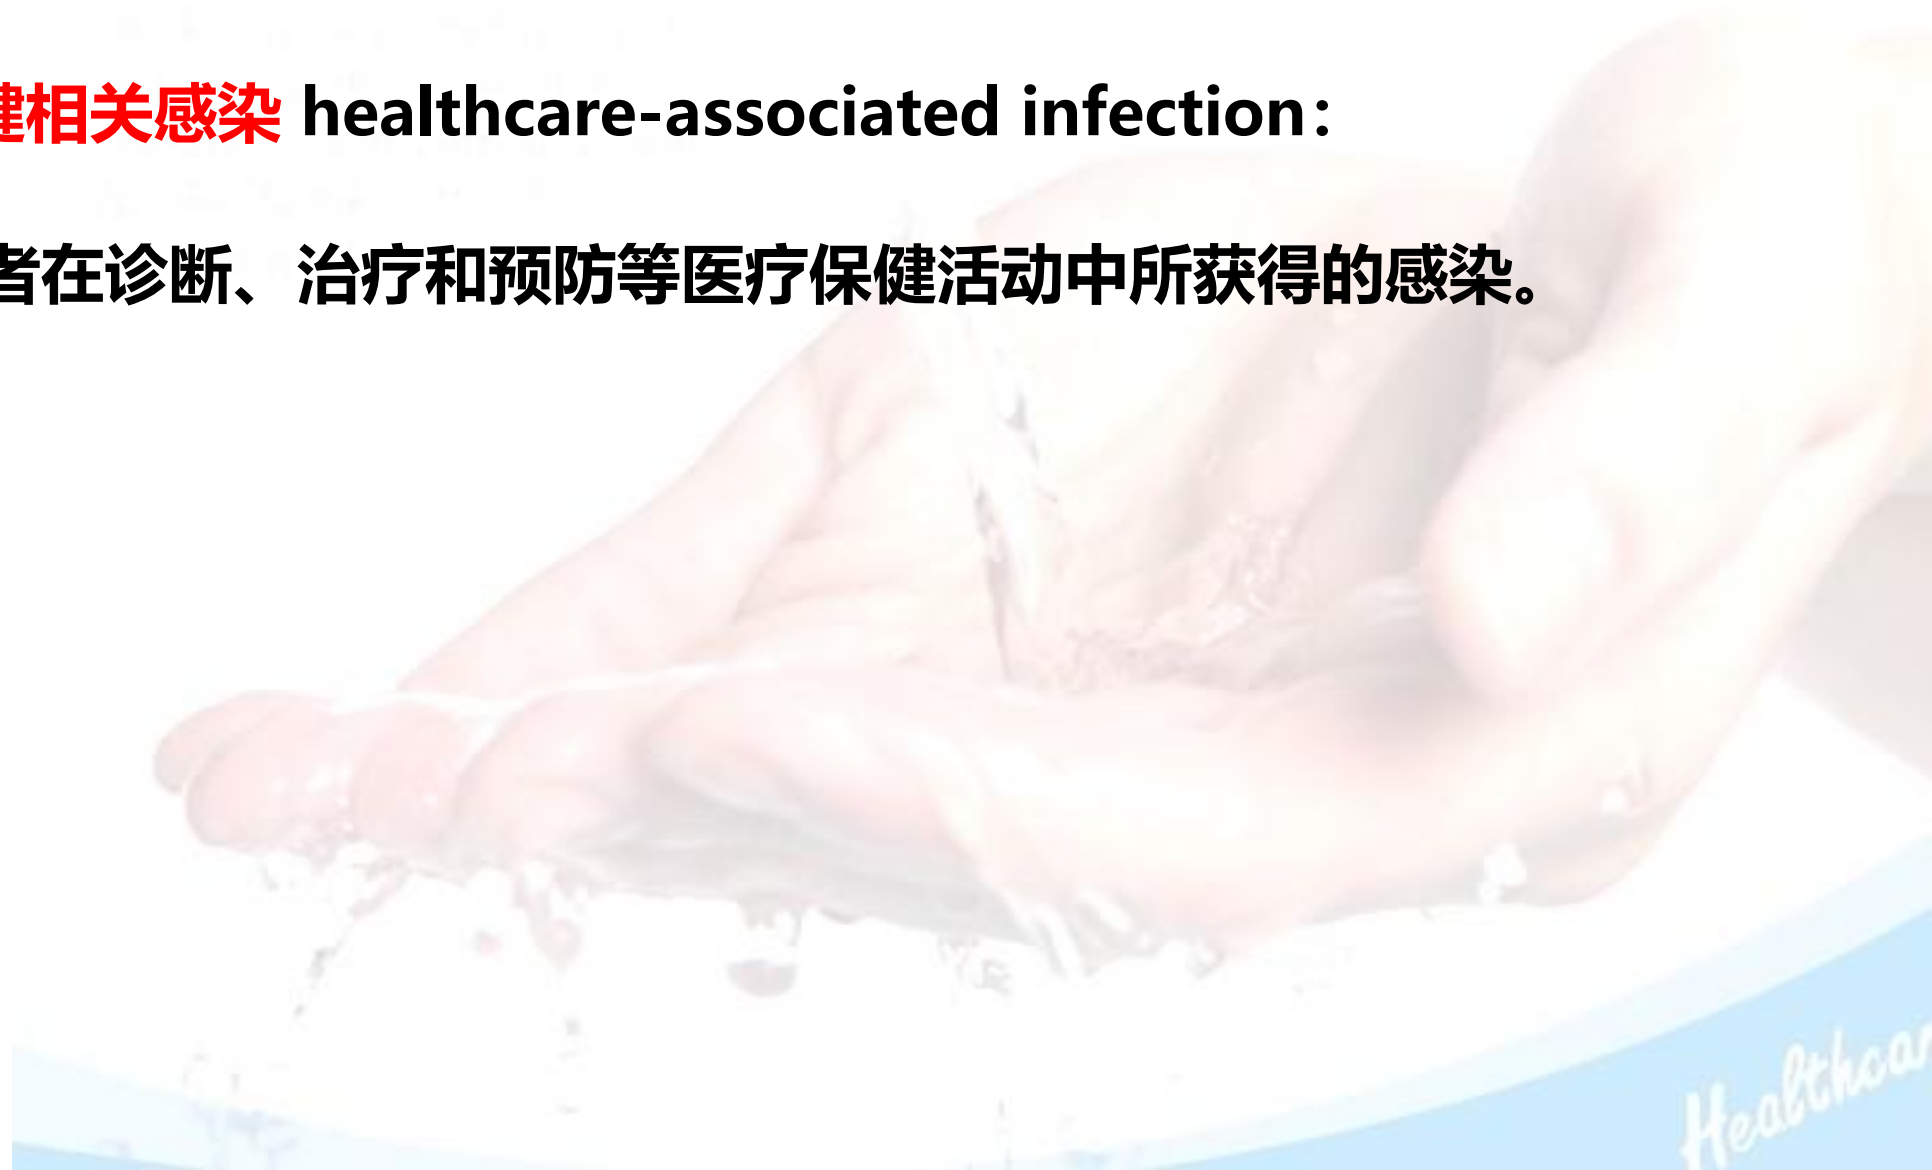 健相关感染 healthcare-associated infection：
者在诊断、治疗和预防等医疗保健活动中所获得的感染。
Healthcar